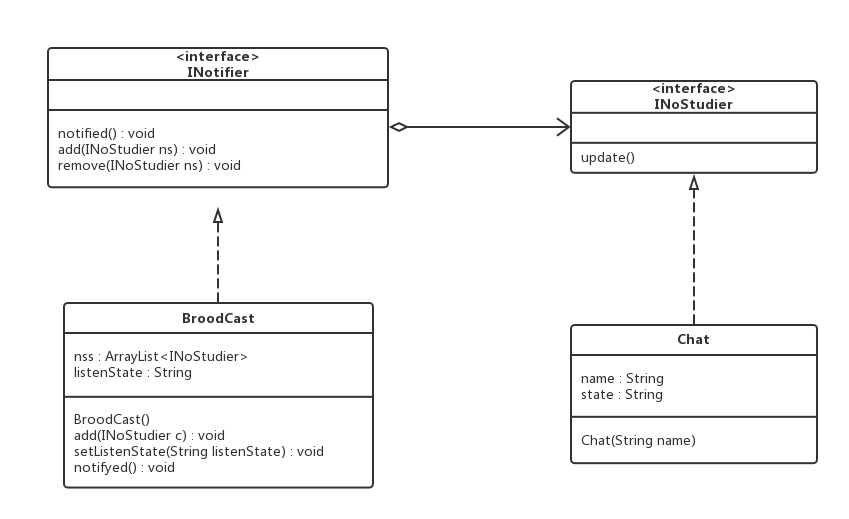 <interface>
INotifier
notified() : void
add(INoStudier ns) : void
remove(INoStudier ns) : void
<interface>
INoStudier
update()
BroodCast
nss : ArrayList<INoStudier>
listenState : String
BroodCast()
add(INoStudier c) : void
setListenState(String listenState) : void
notifyed() : void
Chat
name : String
state : String
Chat(String name)